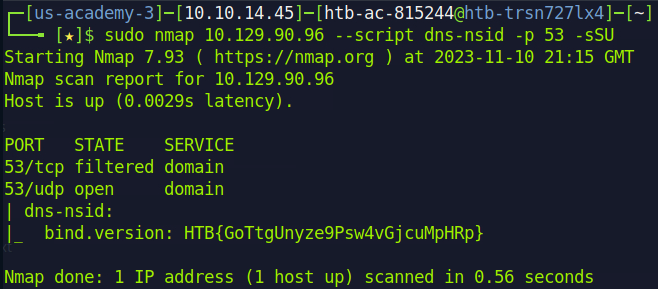 ┌─[us-academy-3]─[10.10.14.45]─[htb-ac-815244@htb-trsn727lx4]─[~]
└──╼ [★]$ sudo nmap 10.129.90.96 --script dns-nsid -p 53 -sSU
Starting Nmap 7.93 ( https://nmap.org ) at 2023-11-10 21:15 GMT
Nmap scan report for 10.129.90.96
Host is up (0.0029s latency).
PORT   STATE    SERVICE
53/tcp filtered domain
53/udp open     domain
| dns-nsid:
|_  bind.version: HTB{GoTtgUnyze9Psw4vGjcuMpHRp}
Nmap done: 1 IP address (1 host up) scanned in 0.56 seconds